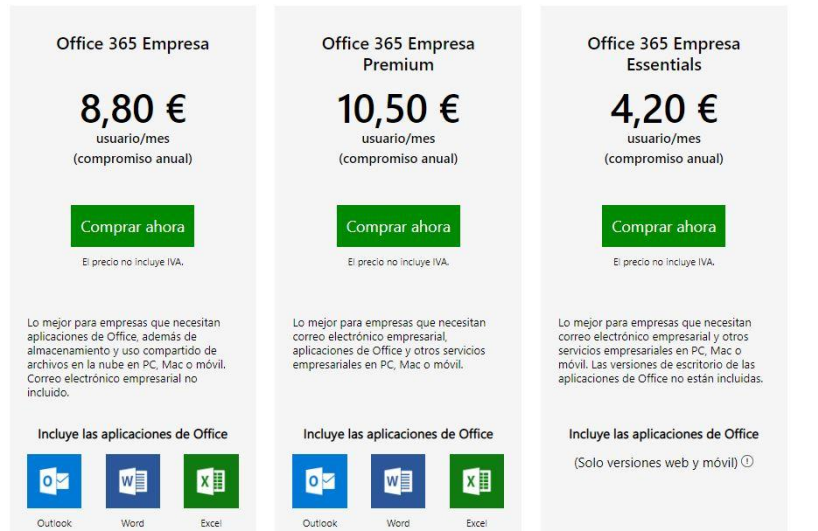 Office 365 Empresa
8,80 €
usuario/mes
(compromiso anual)
Comprar ahora
El precio no incluye IVA.
Lo mejor para empresas que necesitan
aplicaciones de Office, además de
almacenamiento y uso compartido de
archivos en la nube en PC, Mac o móvil.
Correo electrónico empresarial no
incluido.
Incluye las aplicaciones de Office
Outlook
Word
Excel
Office 365 Empresa
Premium
10,50 €
usuario/mes
(compromiso anual)
Comprar ahora
El precio no incluye IVA.
Lo mejor para empresas que necesitan
correo electrónico empresarial,
aplicaciones de Office y otros servicios
empresariales en PC, Mac o móvil.
Incluye las aplicaciones de Office
Outlook
Word
Excel
Office 365 Empresa
Essentials
4,20 €
usuario/mes
(compromiso anual)
Comprar ahora
El precio no incluye IVA.
Lo mejor para empresas que necesitan
correo electrónico empresarial y otros
servicios empresariales en PC, Mac o
móvil. Las versiones de escritorio de las
aplicaciones de Office no están incluidas.
Incluye las aplicaciones de Office
(Solo versiones web y móvil)